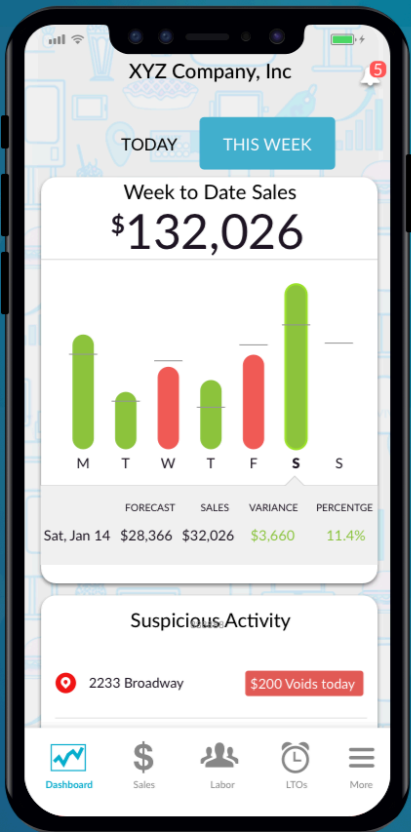 XYZ Company, Inc
5
TODAY THIS WEEK
Week to Date Sales
$132,026
M T W T F S S
FORECAST SALES VARIANCE PERCENTGE
Sat, Jan 14 $28,366 $32,026 $3,660 11.4%
Suspicious Activity
2233 Broadway $200 Voids today
Dashboard Sales Labor LTOs More